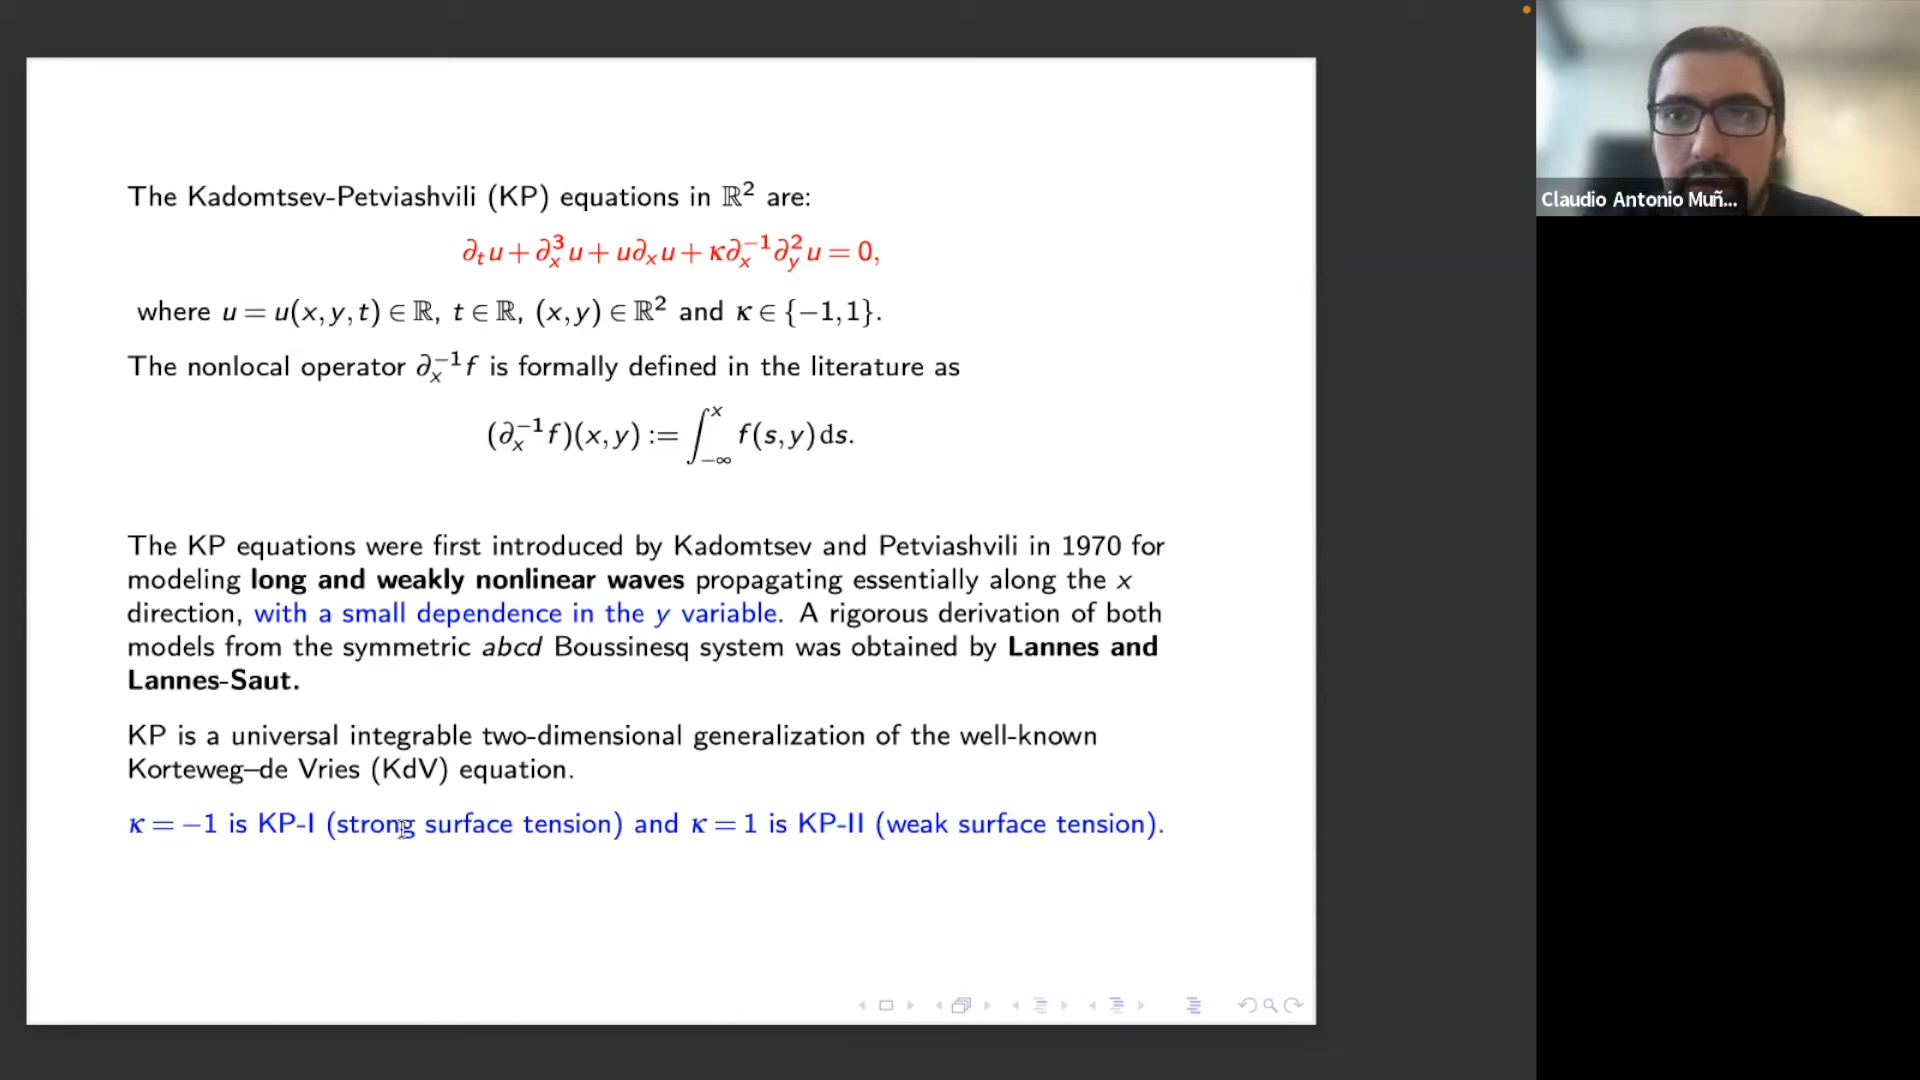 The Kadomtsev-Petviashvili (KP) equations in ℝ² are:
∂ₜu + ∂ₓ³u + u∂ₓu + κ∂ₓ⁻¹∂ᵧ²u = 0,
where u = u(x, y, t) ∈ ℝ, t ∈ ℝ, (x, y) ∈ ℝ² and κ ∈ {−1, 1}.
The nonlocal operator ∂ₓ⁻¹f is formally defined in the literature as
(∂ₓ⁻¹f)(x, y) := ∫₋∞ˣ f(s, y) ds.
The KP equations were first introduced by Kadomtsev and Petviashvili in 1970 for
modeling long and weakly nonlinear waves propagating essentially along the x
direction, with a small dependence in the y variable. A rigorous derivation of both
models from the symmetric abcd Boussinesq system was obtained by Lannes and
Lannes-Saut.
KP is a universal integrable two-dimensional generalization of the well-known
Korteweg–de Vries (KdV) equation.
κ = −1 is KP-I (strong surface tension) and κ = 1 is KP-II (weak surface tension).
Claudio Antonio Muñ...